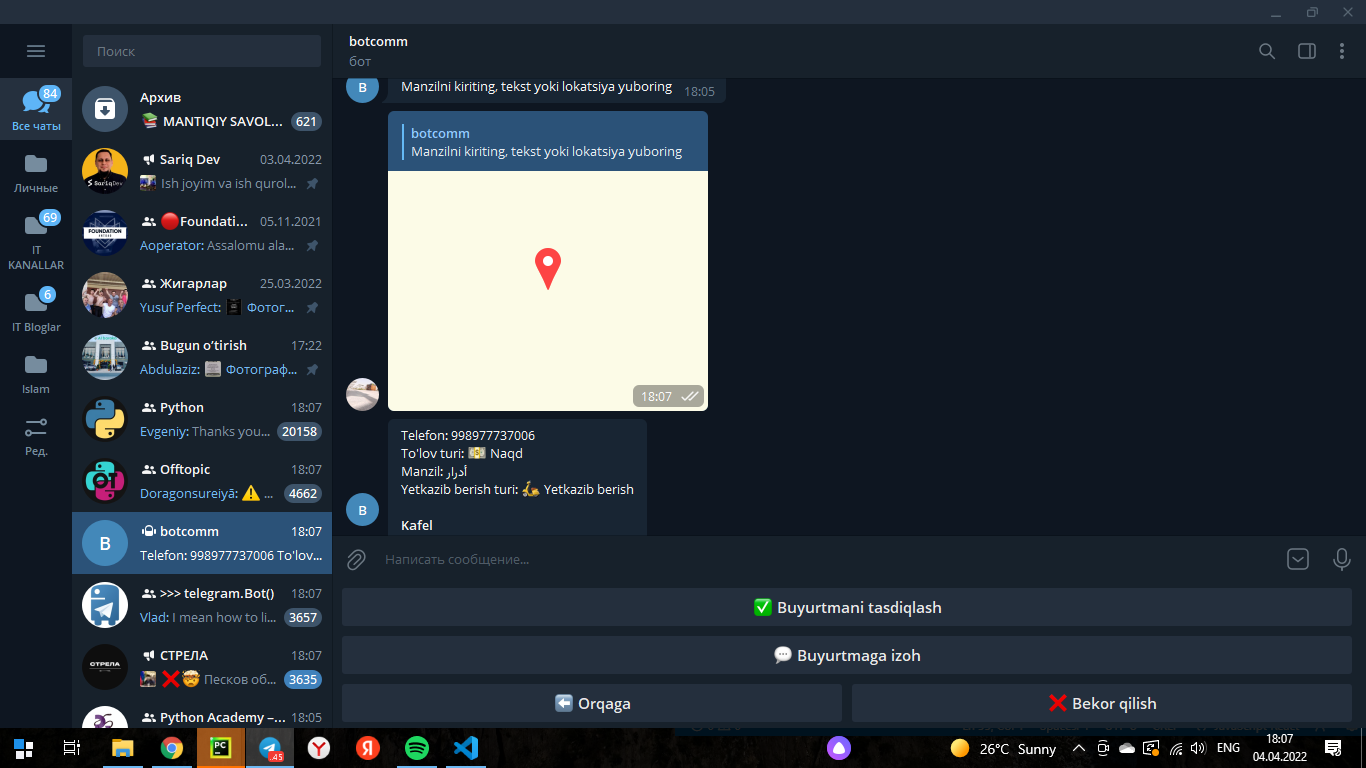 botcomm
бот
Поиск
84
Все чаты
Личные
69
IT
KANALLAR
6
IT Bloglar
Islam
Ред.
Архив
MANTIQIY SAVOL...
621
Sariq Dev
03.04.2022
SariqDev
Ish joyim va ish qurol...
🔴Foundati...
05.11.2021
FOUNDATION
Aoperator: Assalomu ala...
Жигарлар
25.03.2022
Yusuf Perfect: Фотог...
Bugun o‘tirish
17:22
Abdulaziz: Фотограф...
Python
18:07
Evgeniy: Thanks you...
20158
Offtopic
18:07
Doragonsureiyā: ⚠️ ...
4662
B
botcomm
18:07
Telefon: 998977737006 To'lov...
>>> telegram.Bot()
18:07
Vlad: I mean how to li...
3657
СТРЕЛА
СТРЕЛА
18:07
❌🤯 Песков об...
3635
Python Academy –...
18:05
B
Manzilni kiriting, tekst yoki lokatsiya yuboring
18:05
botcomm
Manzilni kiriting, tekst yoki lokatsiya yuboring
18:07
Telefon: 998977737006
To'lov turi: 💵 Naqd
Manzil: أدرار
Yetkazib berish turi: 🛵 Yetkazib berish
B
Kafel
Написать сообщение...
✅ Buyurtmani tasdiqlash
💬 Buyurtmaga izoh
⬅️ Orqaga
❌ Bekor qilish
PC
.45
Y
Я
26°C Sunny
ENG
18:07
04.04.2022